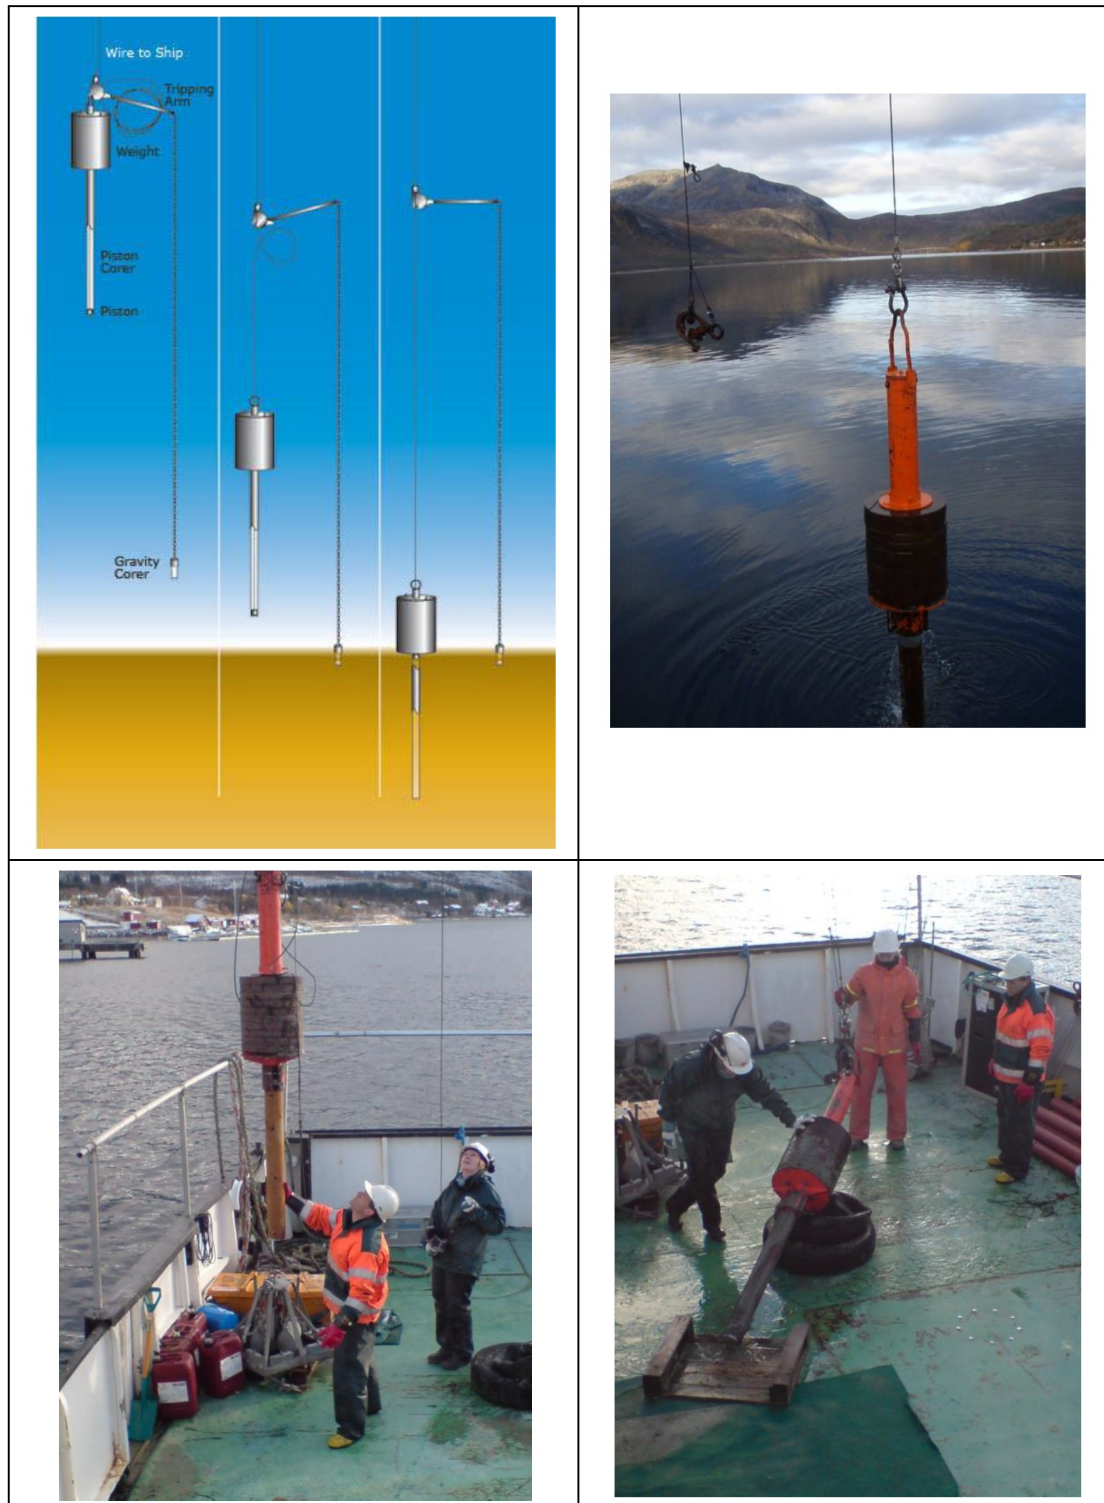 Wire to Ship
Tripping
Arm
Weight
Piston
Corer
Piston
Gravity
Corer